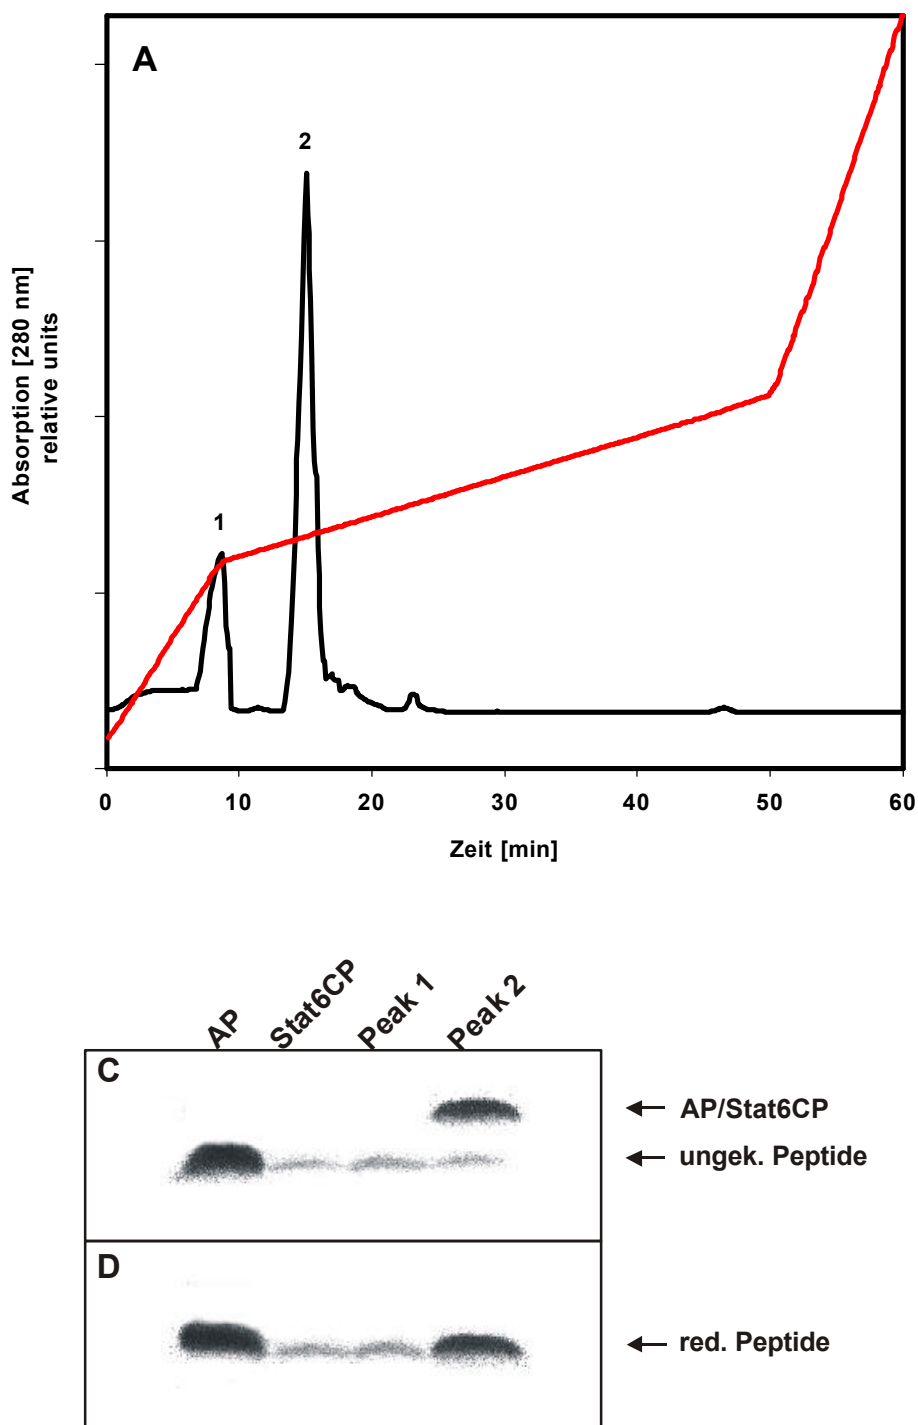 A
2
1
Absorption [280 nm]
relative units
0 10 20 30 40 50 60
Zeit [min]
AP Stat6CP Peak 1 Peak 2
C
AP/Stat6CP
ungek. Peptide
D
red. Peptide